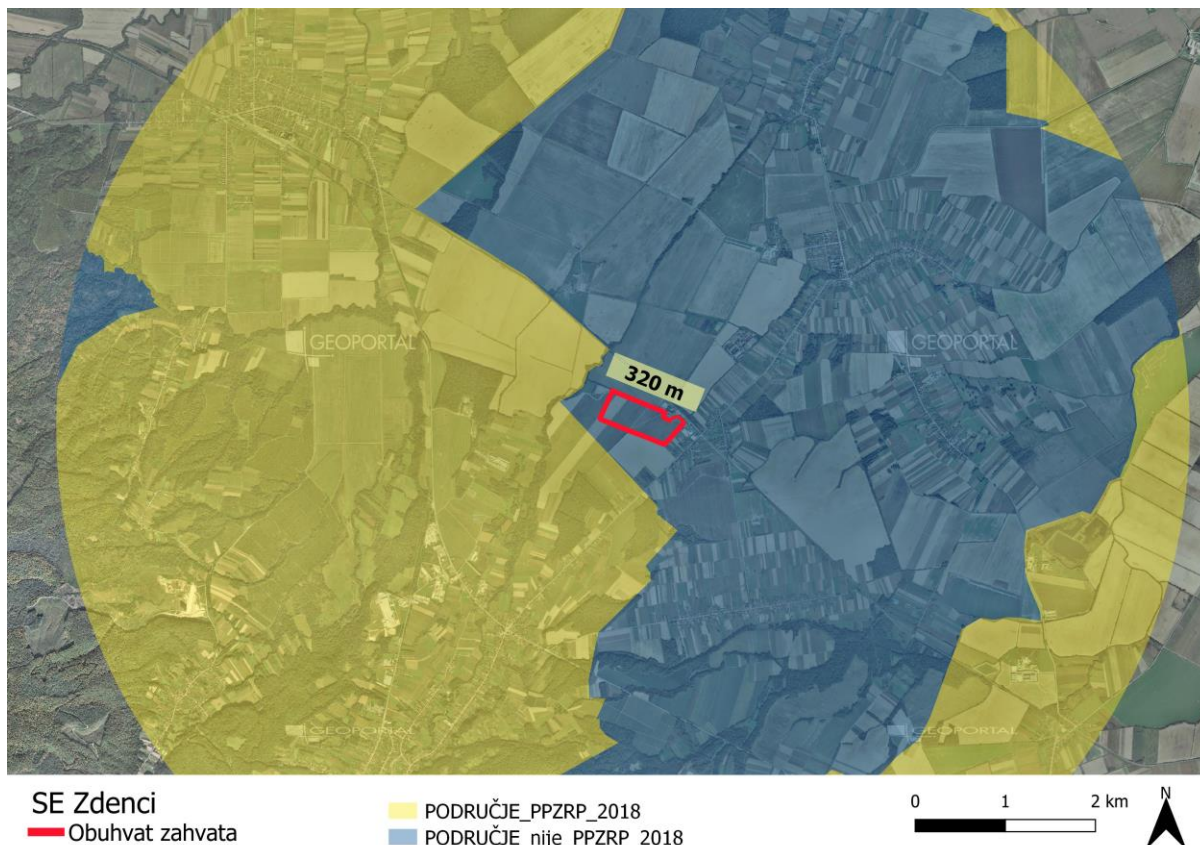 GEOPORTAL
GEOPORTAL
320 m
GEOPORTAL
GEOPORTAL
SE Zdenci
Obuhvat zahvata
PODRUČJE_PPZRP_2018
PODRUČJE_nije_PPZRP_2018
0 1 2 km
N